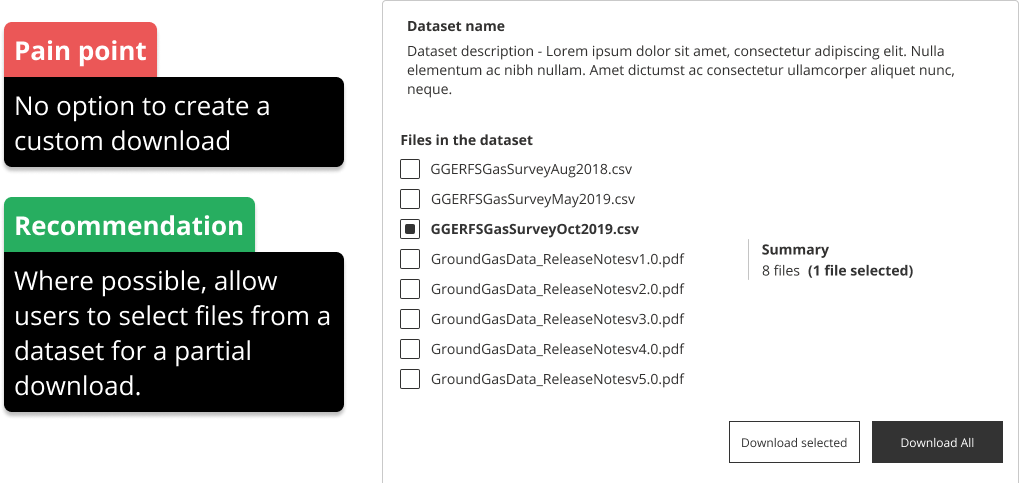 Pain point
No option to create a
custom download
Recommendation
Where possible, allow
users to select files from a
dataset for a partial
download.
Dataset name
Dataset description - Lorem ipsum dolor sit amet, consectetur adipiscing elit. Nulla
elementum ac nibh nullam. Amet dictumst ac consectetur ullamcorper aliquet nunc,
neque.
Files in the dataset
GGERFSGasSurveyAug2018.csv
GGERFSGasSurveyMay2019.csv
GGERFSGasSurveyOct2019.csv
GroundGasData_ReleaseNotesv1.0.pdf
GroundGasData_ReleaseNotesv2.0.pdf
GroundGasData_ReleaseNotesv3.0.pdf
GroundGasData_ReleaseNotesv4.0.pdf
GroundGasData_ReleaseNotesv5.0.pdf
Summary
8 files (1 file selected)
Download selected
Download All